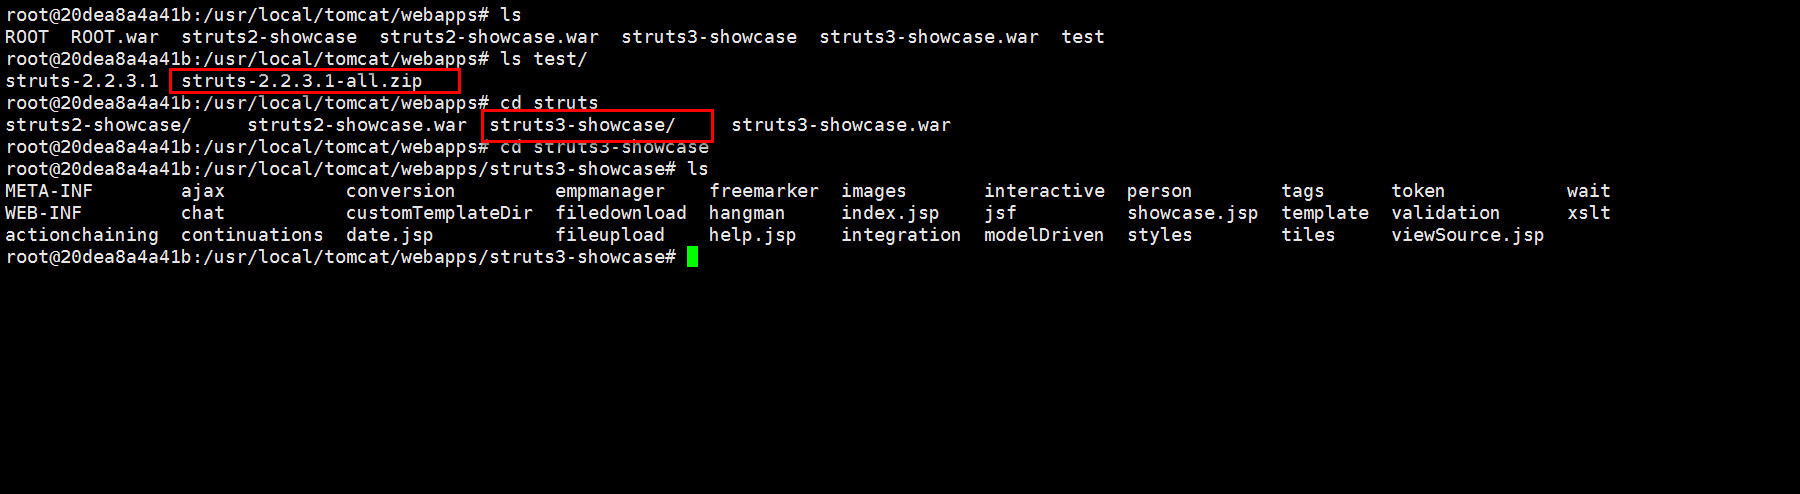 root@20dea8a4a41b:/usr/local/tomcat/webapps# ls
ROOT  ROOT.war  struts2-showcase  struts2-showcase.war  struts3-showcase  struts3-showcase.war  test
root@20dea8a4a41b:/usr/local/tomcat/webapps# ls test/
struts-2.2.3.1  struts-2.2.3.1-all.zip
root@20dea8a4a41b:/usr/local/tomcat/webapps# cd struts
struts2-showcase/     struts2-showcase.war  struts3-showcase/     struts3-showcase.war
root@20dea8a4a41b:/usr/local/tomcat/webapps# cd struts3-showcase
root@20dea8a4a41b:/usr/local/tomcat/webapps/struts3-showcase# ls
META-INF        ajax           conversion         empmanager    freemarker  images       interactive  person        tags      token           wait
WEB-INF         chat           customTemplateDir  filedownload  hangman     index.jsp    jsf          showcase.jsp  template  validation      xslt
actionchaining  continuations  date.jsp           fileupload    help.jsp    integration  modelDriven  styles        tiles     viewSource.jsp
root@20dea8a4a41b:/usr/local/tomcat/webapps/struts3-showcase#